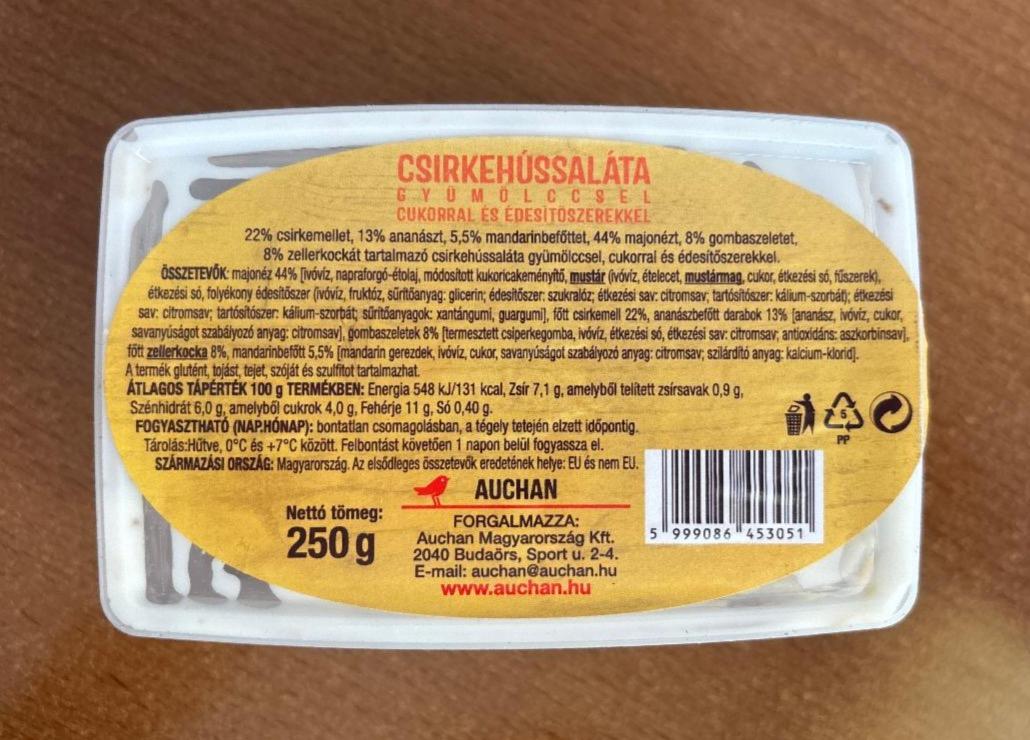 CSIRKEHÚSSALÁTA
GYÜMÖLCCSEL
CUKORRAL ÉS ÉDESÍTŐSZEREKKEL
22% csirkemellet, 13% ananászt, 5,5% mandarinbefőttet, 44% majonézt, 8% gombaszeletet,
8% zellerkockát tartalmazó csirkehússaláta gyümölccsel, cukorral és édesítőszerekkel.
ÖSSZETEVŐK: majonéz 44% [ivóvíz, napraforgó-étolaj, módosított kukoricakeményítő, mustár (ivóvíz, ételecet, mustármag, cukor, étkezési só, fűszerek),
étkezési só, folyékony édesítőszer (ivóvíz, fruktóz, sűrítőanyag: glicerin; édesítőszer: szukralóz; étkezési sav: citromsav; tartósítószer: kálium-szorbát); étkezési
sav: citromsav; tartósítószer: kálium-szorbát; sűrítőanyagok: xantángumi, guargumi], főtt csirkemell 22%, ananászbefőtt darabok 13% [ananász, ivóvíz, cukor,
savanyúságot szabályozó anyag: citromsav], gombaszeletek 8% [termesztett csiperkegomba, ivóvíz, étkezési só, étkezési sav: citromsav; antioxidáns: aszkorbinsav],
főtt zellerkocka 8%, mandarinbefőtt 5,5% [mandarin gerezdek, ivóvíz, cukor, savanyúságot szabályozó anyag: citromsav; szilárdító anyag: kalcium-klorid].
A termék glutént, tojást, tejet, szóját és szulfitot tartalmazhat.
ÁTLAGOS TÁPÉRTÉK 100 g TERMÉKBEN: Energia 548 kJ/131 kcal, Zsír 7,1 g, amelyből telített zsírsavak 0,9 g,
Szénhidrát 6,0 g, amelyből cukrok 4,0 g, Fehérje 11 g, Só 0,40 g.
FOGYASZTHATÓ (NAP.HÓNAP): bontatlan csomagolásban, a tégely tetején elzett időpontig.
Tárolás:Hűtve, 0°C és +7°C között. Felbontást követően 1 napon belül fogyassza el.
SZÁRMAZÁSI ORSZÁG: Magyarország. Az elsődleges összetevők eredetének helye: EU és nem EU.
5
PP
AUCHAN
Nettó tömeg:
250 g
FORGALMAZZA:
Auchan Magyarország Kft.
2040 Budaörs, Sport u. 2-4.
E-mail: auchan@auchan.hu
www.auchan.hu
5 999086 453051